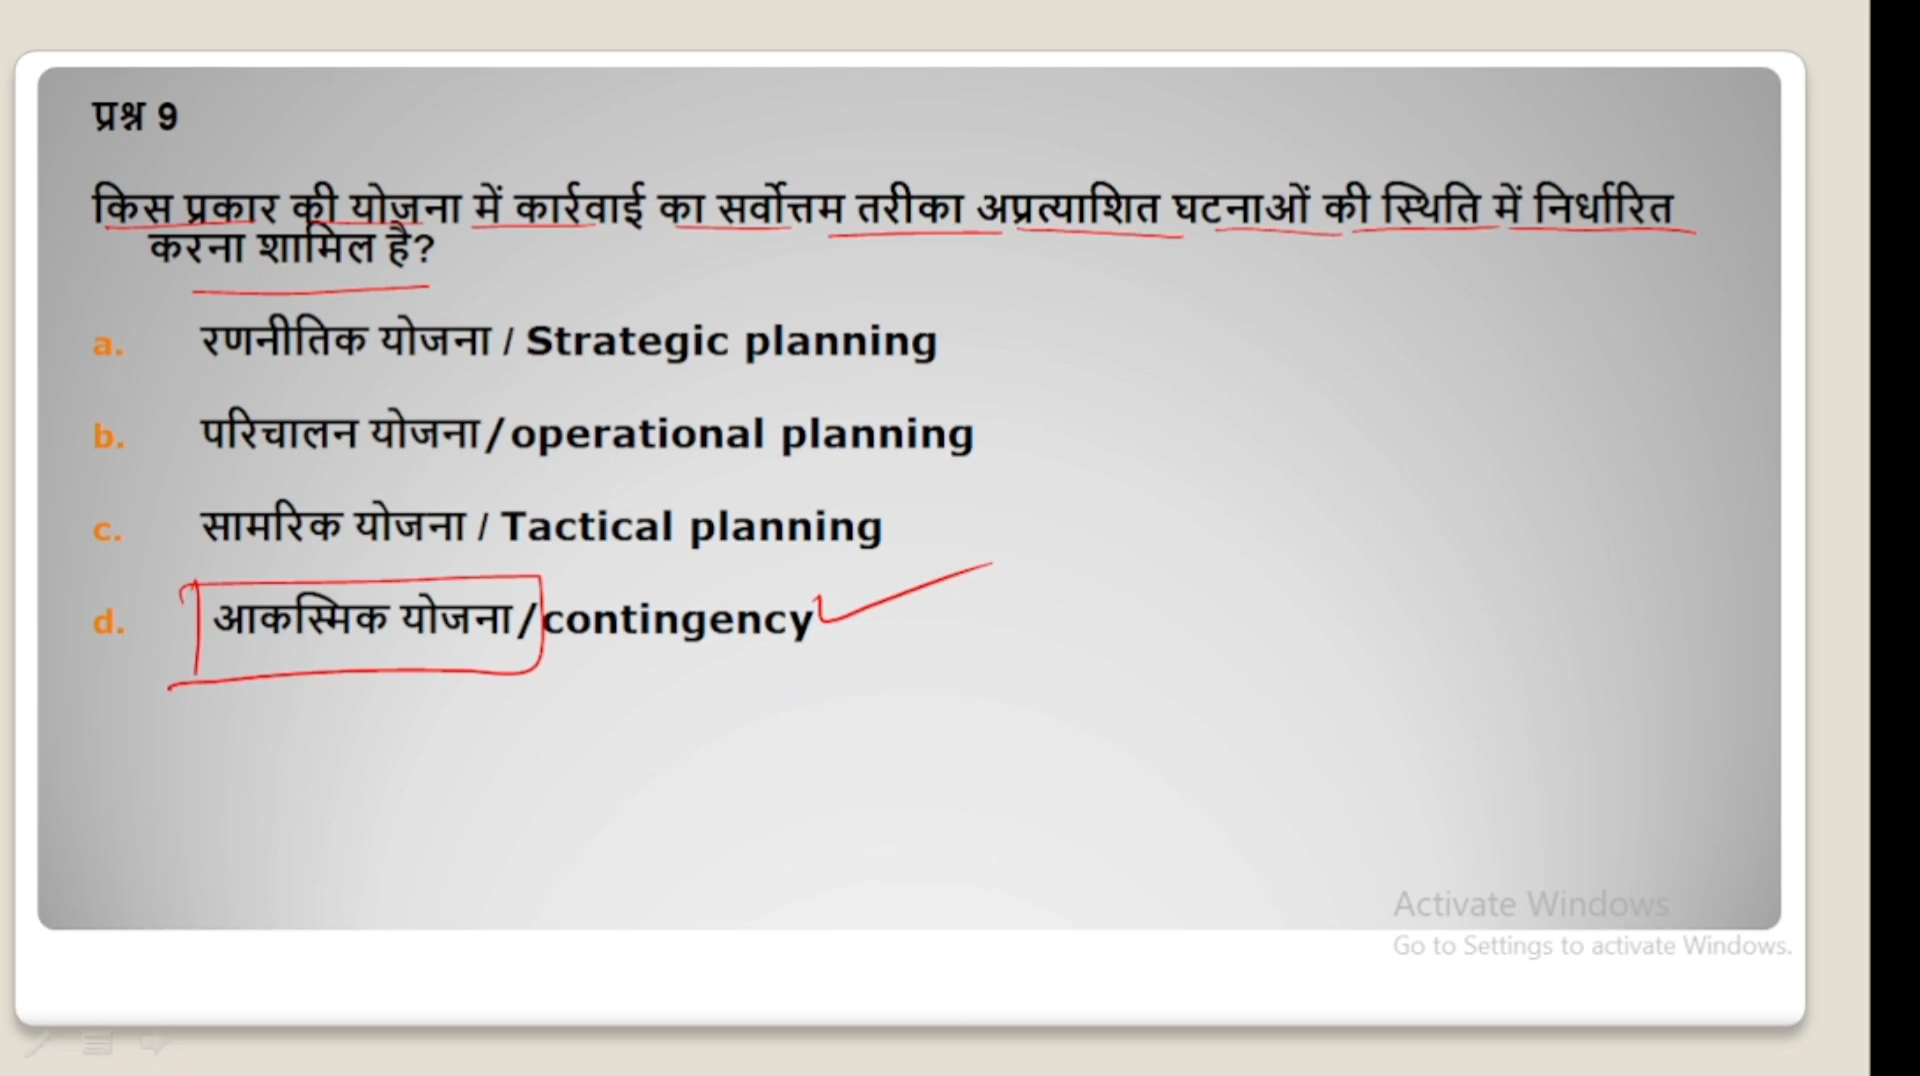 प्रश्न 9
किस प्रकार की योजना में कार्रवाई का सर्वोत्तम तरीका अप्रत्याशित घटनाओं की स्थिति में निर्धारित
करना शामिल है?
a. रणनीतिक योजना / Strategic planning
b. परिचालन योजना/operational planning
c. सामरिक योजना / Tactical planning
d. आकस्मिक योजना/contingency
Activate Windows
Go to Settings to activate Windows.